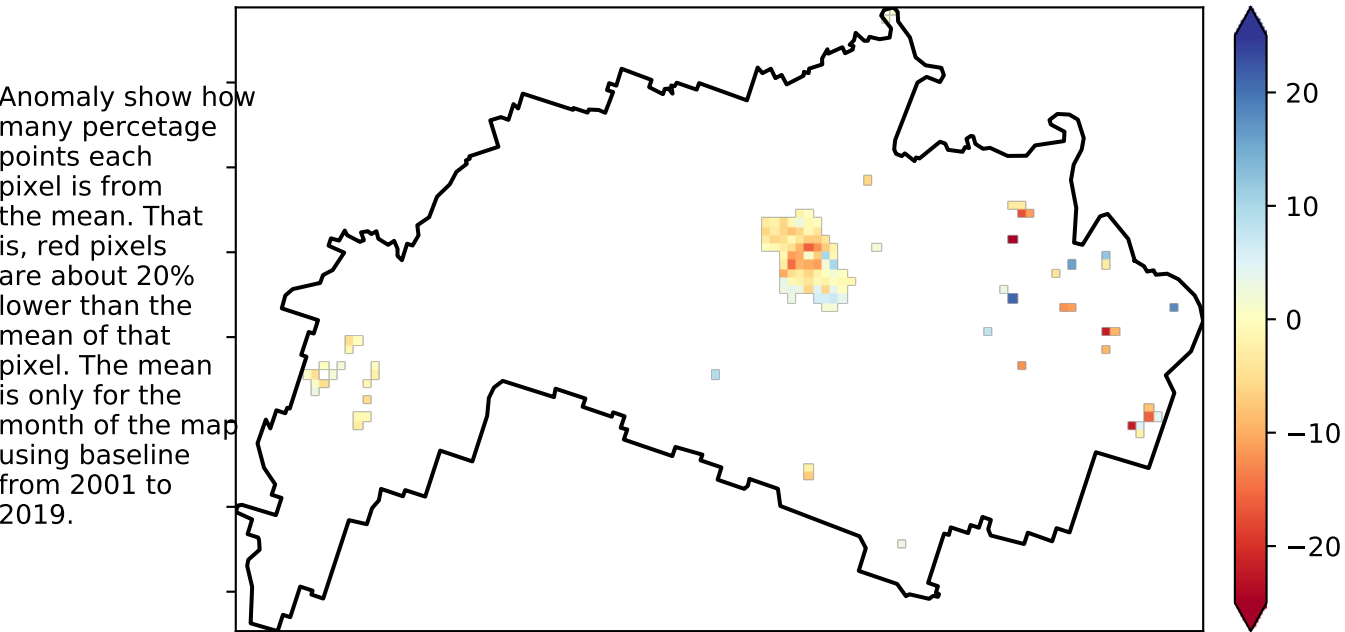 Anomaly show how
many percetage
points each
pixel is from
the mean. That
is, red pixels
are about 20%
lower than the
mean of that
pixel. The mean
is only for the
month of the map
using baseline
from 2001 to
2019.
20
10
0
−10
−20